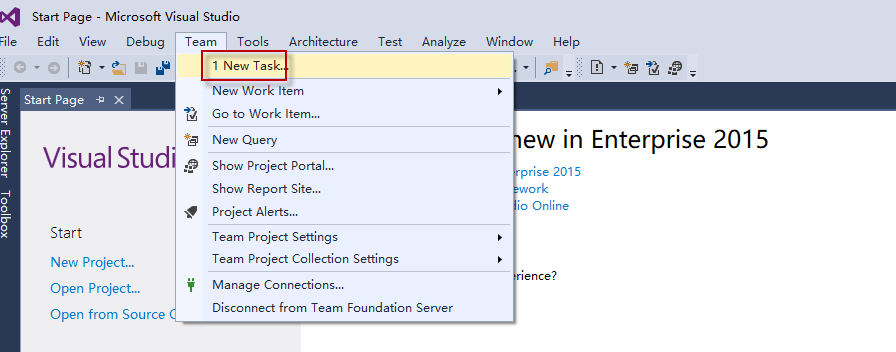 Start Page - Microsoft Visual Studio
File Edit View Debug Team Tools Architecture Test Analyze Window Help
1 New Task...
New Work Item
Go to Work Item...
New Query
Show Project Portal...
Show Report Site...
Project Alerts...
Team Project Settings
Team Project Collection Settings
Manage Connections...
Disconnect from Team Foundation Server
Server Explorer
Toolbox
Start Page
Visual Studio
Start
New Project...
Open Project...
Open from Source
new in Enterprise 2015
erprise 2015
ework
dio Online
erience?